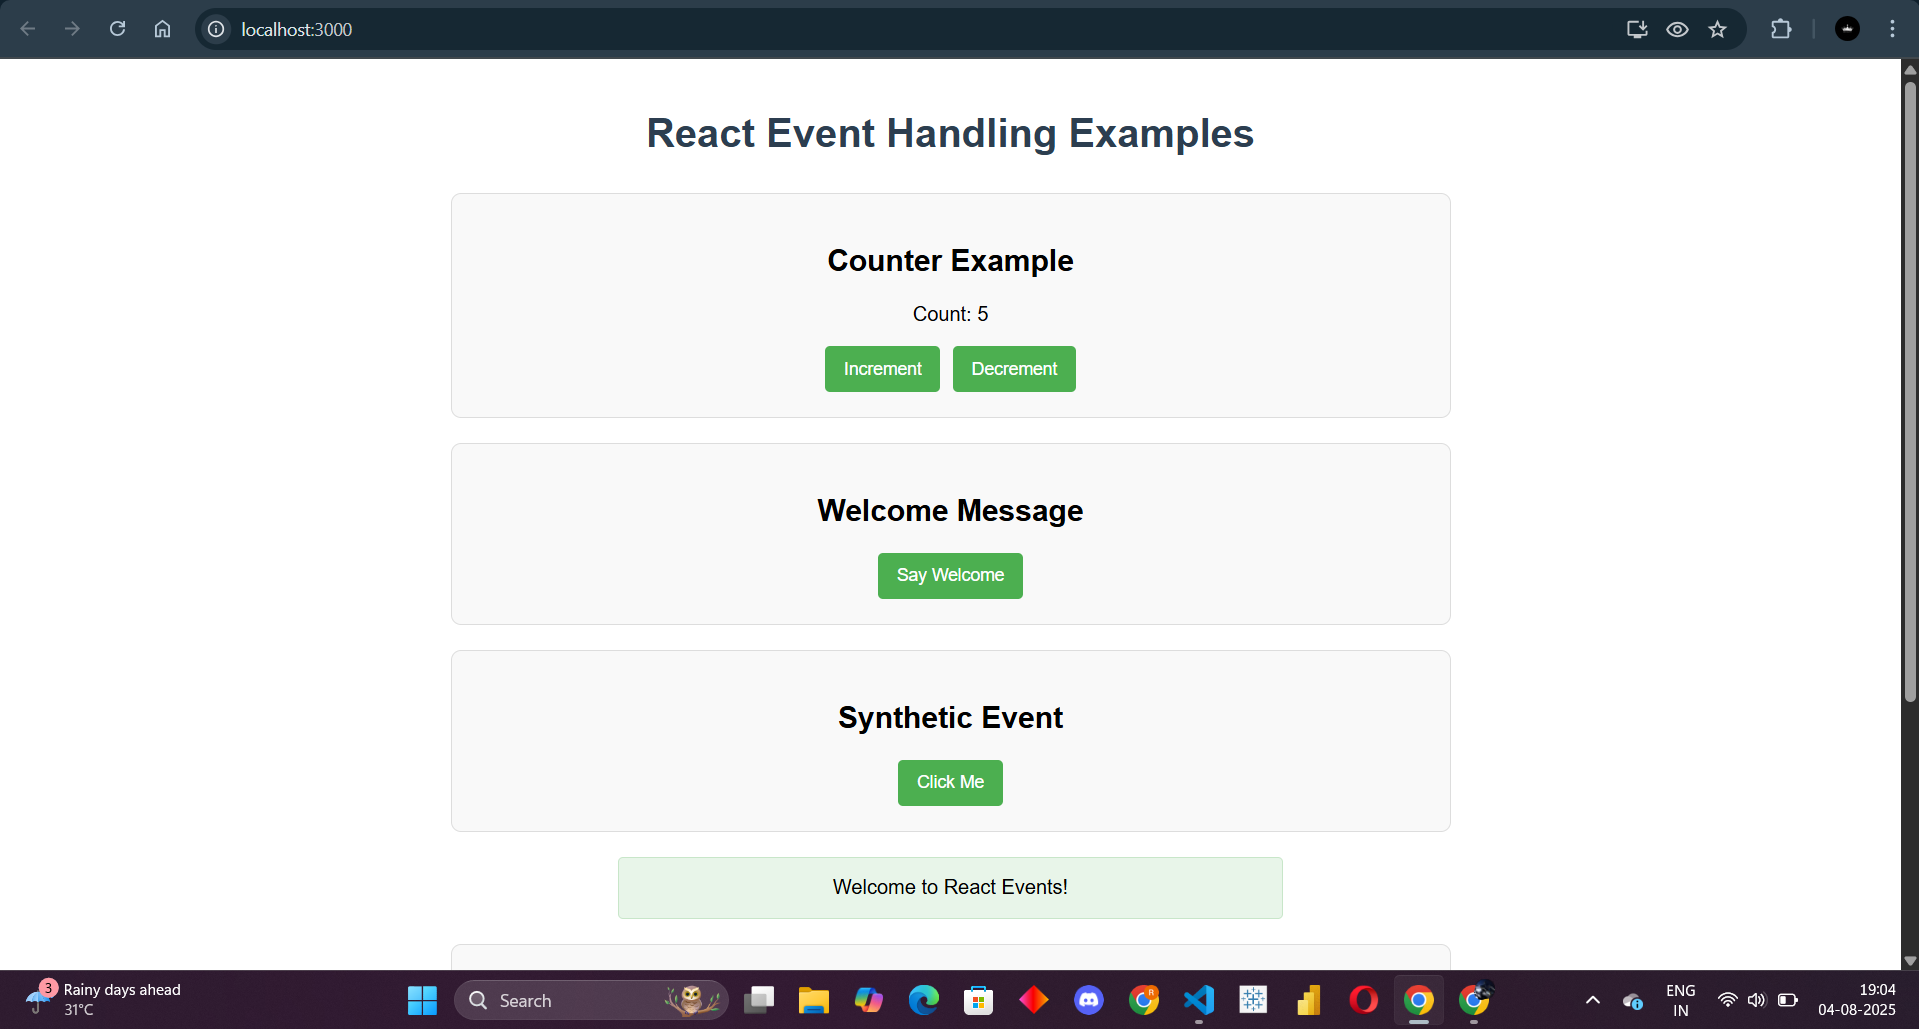 localhost:3000
React Event Handling Examples
Counter Example
Count: 5
Increment Decrement
Welcome Message
Say Welcome
Synthetic Event
Click Me
Welcome to React Events!
3
Rainy days ahead
31°C
Search
R
ENG
IN
19:04
04-08-2025